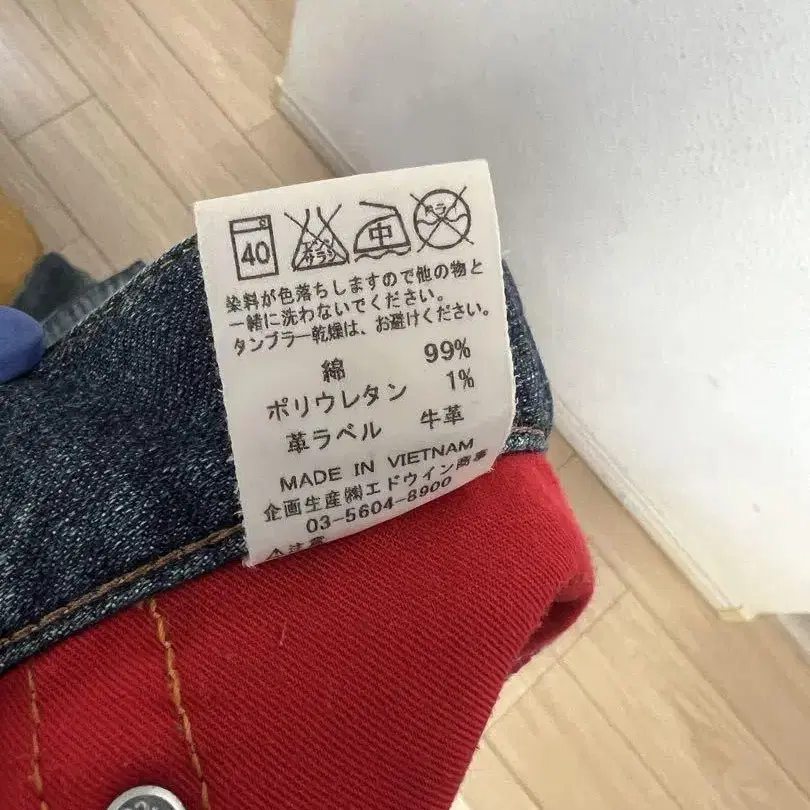 40 エンソ サラシ 中 ドライ
染料が色落ちしますので他の物と
一緒に洗わないでください。
タンブラー乾燥は、お避けください。
綿 99%
ポリウレタン 1%
革ラベル 牛革
MADE IN VIETNAM
企画生産㈱エドウイン商事
03-5604-8900
⚠注意